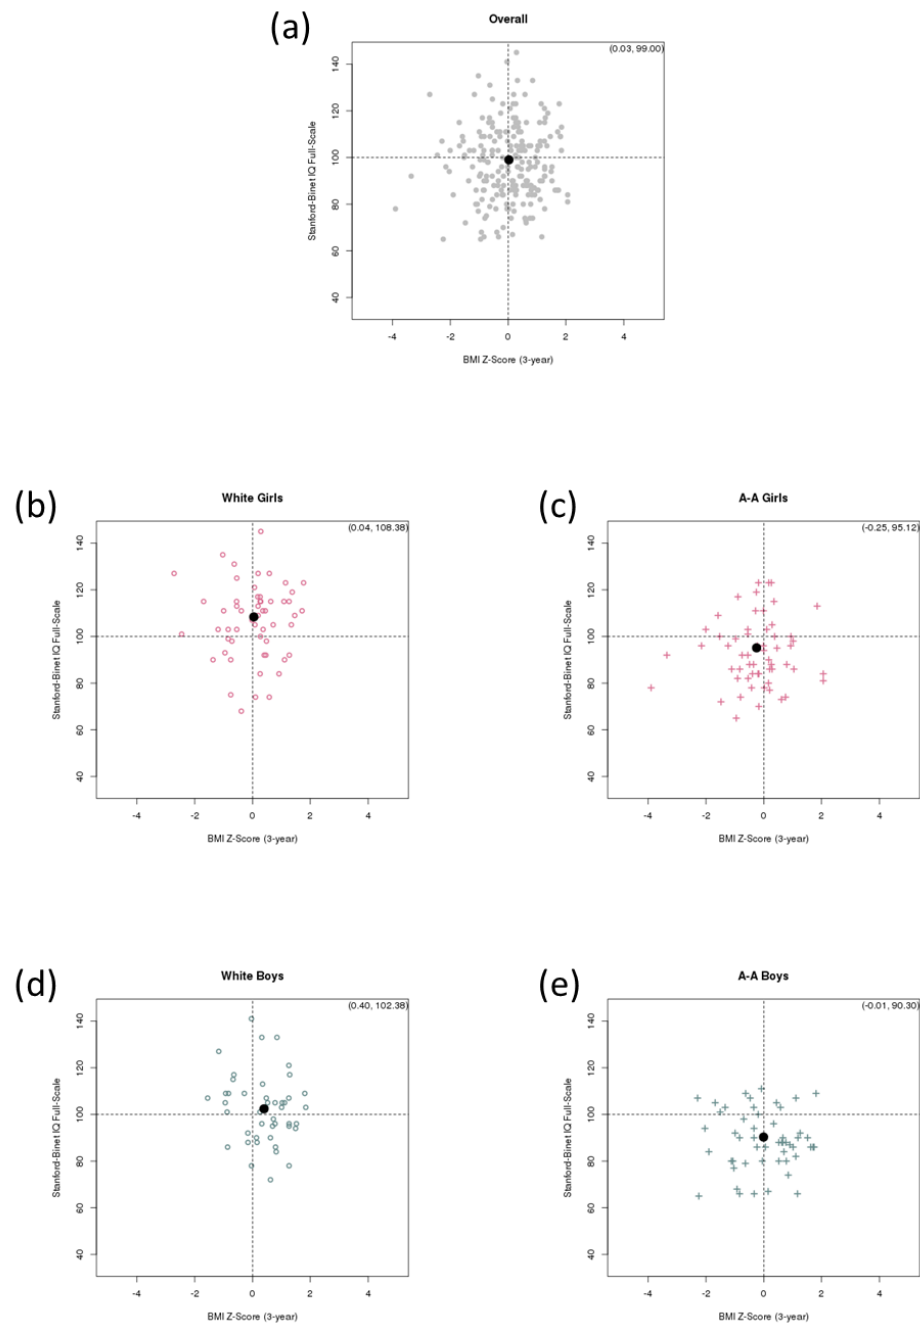 (a)
Overall
(0.03, 99.00)
Stanford-Binet IQ Full-Scale
140
120
100
80
60
40
-4 -2 0 2 4
BMI Z-Score (3-year)
(b)
White Girls
(0.04, 108.38)
Stanford-Binet IQ Full-Scale
140
120
100
80
60
40
-4 -2 0 2 4
BMI Z-Score (3-year)
(c)
A-A Girls
(-0.25, 95.12)
Stanford-Binet IQ Full-Scale
140
120
100
80
60
40
-4 -2 0 2 4
BMI Z-Score (3-year)
(d)
White Boys
(0.40, 102.38)
Stanford-Binet IQ Full-Scale
140
120
100
80
60
40
-4 -2 0 2 4
BMI Z-Score (3-year)
(e)
A-A Boys
(-0.01, 90.30)
Stanford-Binet IQ Full-Scale
140
120
100
80
60
40
-4 -2 0 2 4
BMI Z-Score (3-year)